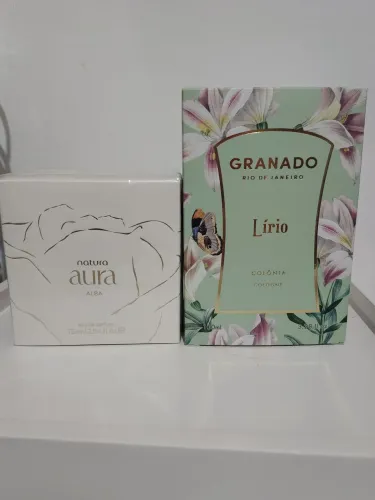 natura
aura
ALBA
GRANADO
RIO DE JANEIRO
Lírio
COLÔNIA
COLOGNE